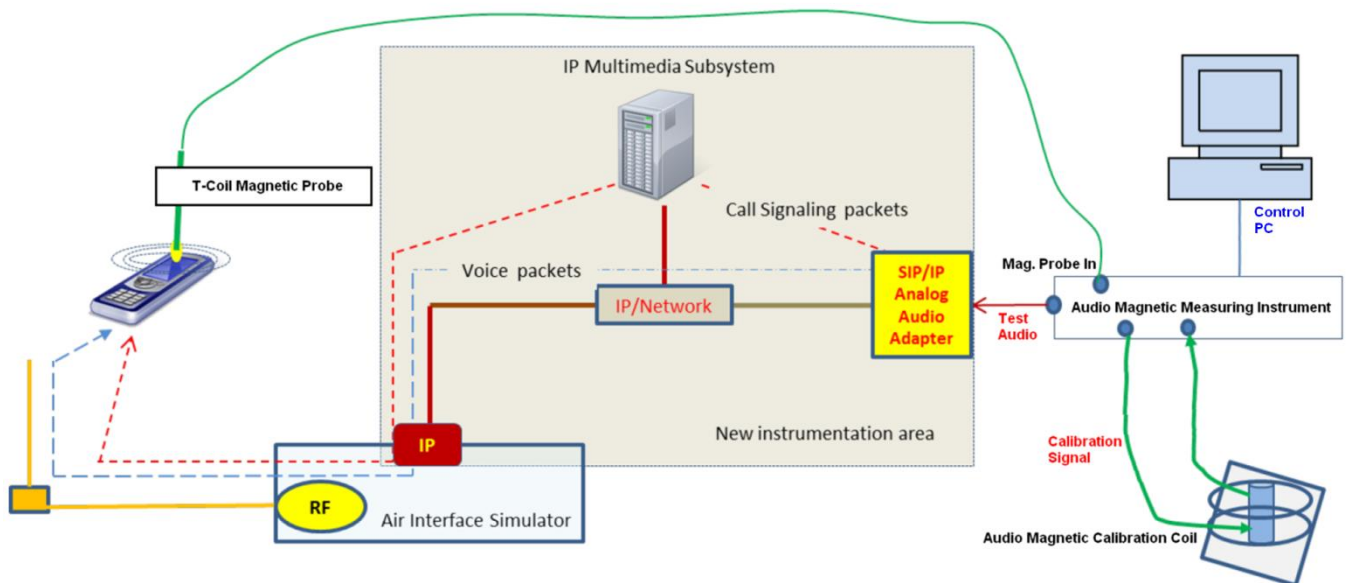 IP Multimedia Subsystem
T-Coil Magnetic Probe
Call Signaling packets
Control
PC
Voice packets
SIP/IP
Analog
Audio
Adapter
Mag. Probe In
IP/Network
Test
Audio
Audio Magnetic Measuring Instrument
IP
New instrumentation area
Calibration
Signal
RF
Air Interface Simulator
Audio Magnetic Calibration Coil